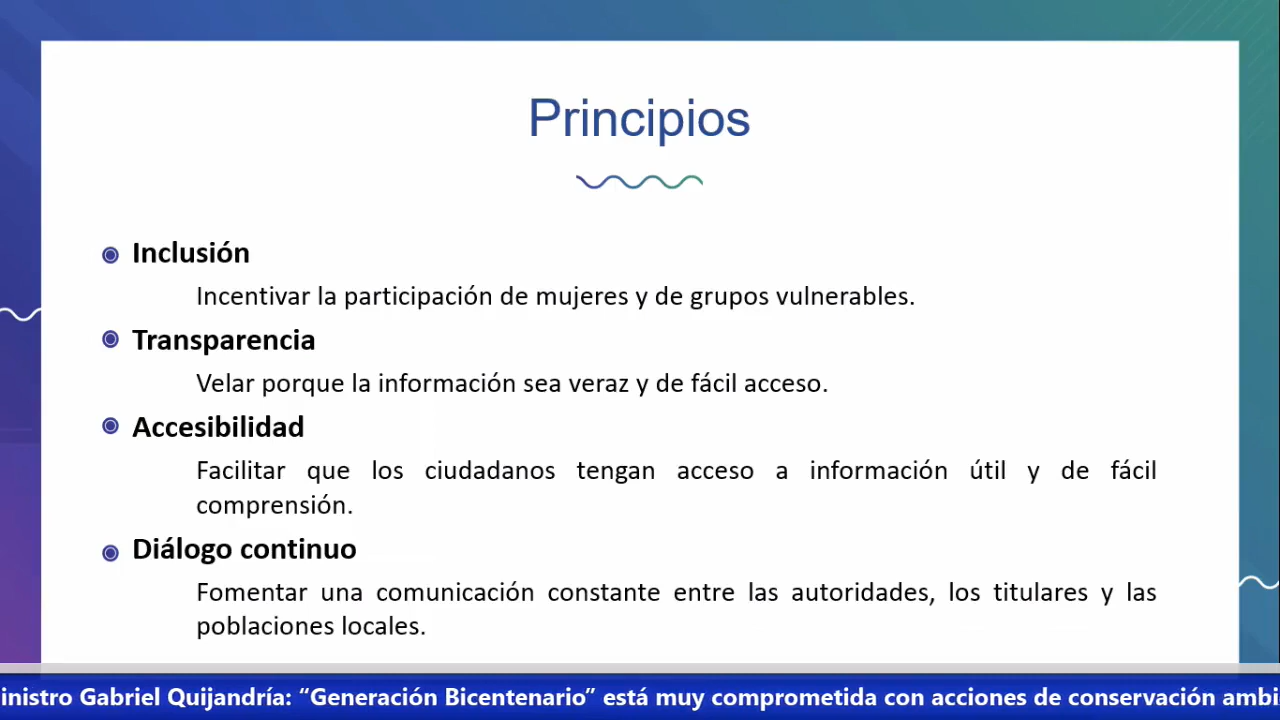 Principios
Inclusión
Incentivar la participación de mujeres y de grupos vulnerables.
Transparencia
Velar porque la información sea veraz y de fácil acceso.
Accesibilidad
Facilitar que los ciudadanos tengan acceso a información útil y de fácil
comprensión.
Diálogo continuo
Fomentar una comunicación constante entre las autoridades, los titulares y las
poblaciones locales.
inistro Gabriel Quijandría: “Generación Bicentenario” está muy comprometida con acciones de conservación ambi